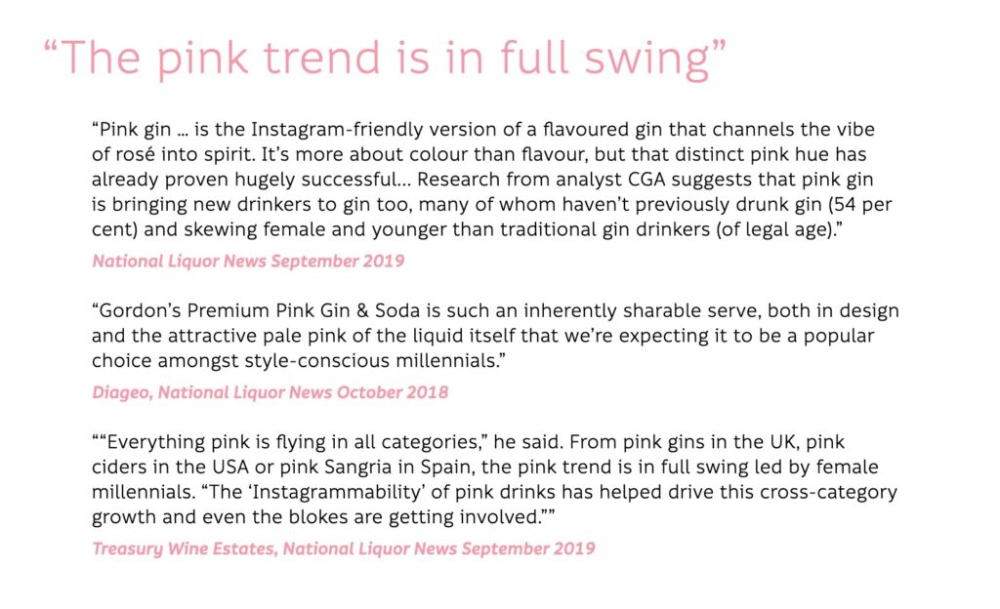 “The pink trend is in full swing”
“Pink gin ... is the Instagram-friendly version of a flavoured gin that channels the vibe
of rosé into spirit. It’s more about colour than flavour, but that distinct pink hue has
already proven hugely successful... Research from analyst CGA suggests that pink gin
is bringing new drinkers to gin too, many of whom haven’t previously drunk gin (54 per
cent) and skewing female and younger than traditional gin drinkers (of legal age).”
National Liquor News September 2019
“Gordon’s Premium Pink Gin & Soda is such an inherently sharable serve, both in design
and the attractive pale pink of the liquid itself that we’re expecting it to be a popular
choice amongst style-conscious millennials.”
Diageo, National Liquor News October 2018
““Everything pink is flying in all categories,” he said. From pink gins in the UK, pink
ciders in the USA or pink Sangria in Spain, the pink trend is in full swing led by female
millennials. “The ‘Instagrammability’ of pink drinks has helped drive this cross-category
growth and even the blokes are getting involved.””
Treasury Wine Estates, National Liquor News September 2019